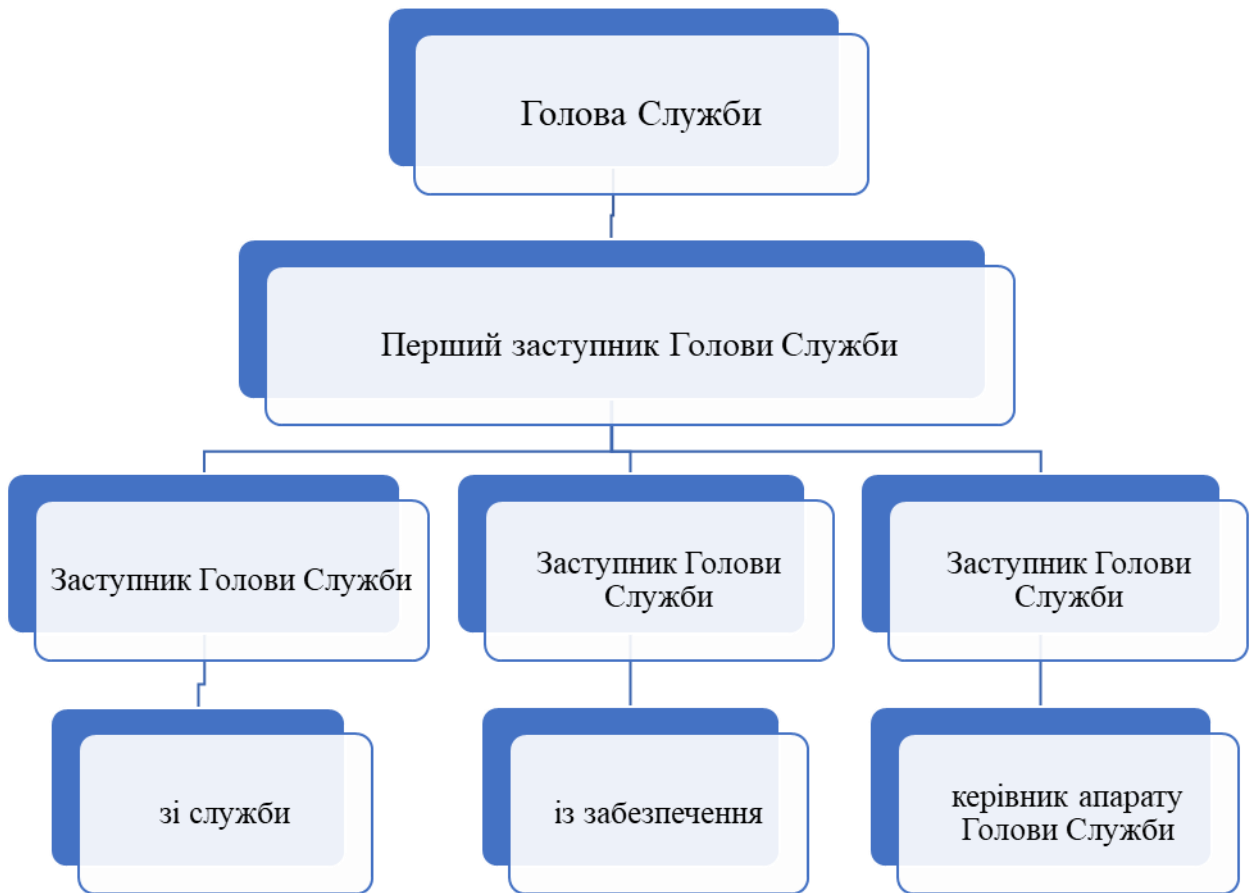 Голова Служби
Перший заступник Голови Служби
Заступник Голови Служби
Заступник Голови
Служби
Заступник Голови
Служби
зі служби
із забезпечення
керівник апарату
Голови Служби